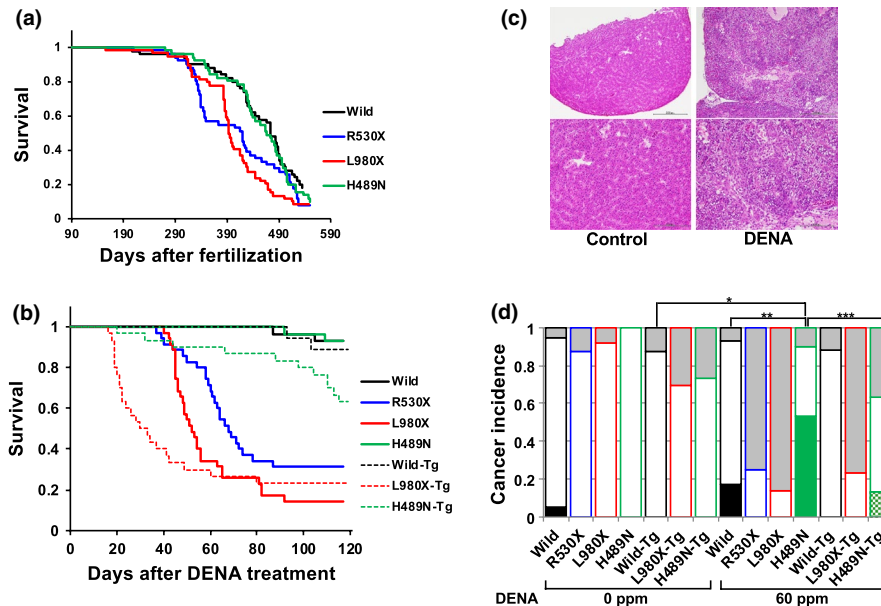 (a)
Survival
1
0.8
0.6
0.4
0.2
0
90 190 290 390 490 590
Days after fertilization
Wild
R530X
L980X
H489N
(b)
Survival
1
0.8
0.6
0.4
0.2
0
0 20 40 60 80 100 120
Days after DENA treatment
Wild
R530X
L980X
H489N
Wild-Tg
L980X-Tg
H489N-Tg
(c)
Control DENA
(d)
* 
** ***
Cancer incidence
1
0.8
0.6
0.4
0.2
0
Wild R530X L980X H489N Wild-Tg L980X-Tg H489N-Tg Wild R530X L980X H489N Wild-Tg L980X-Tg H489N-Tg
DENA 0 ppm 60 ppm